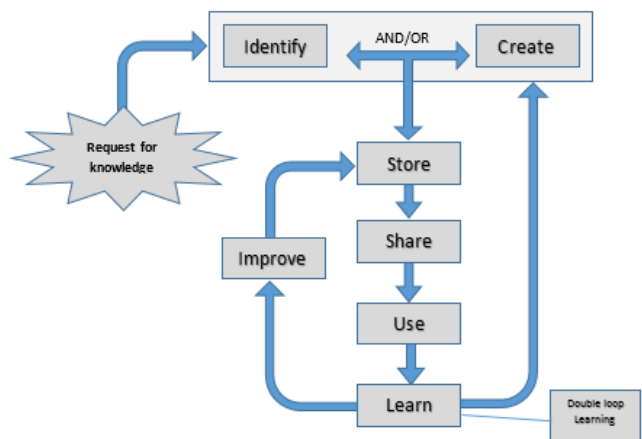 Identify
AND/OR
Create
Request for
knowledge
Store
Share
Improve
Use
Learn
Double loop
Learning